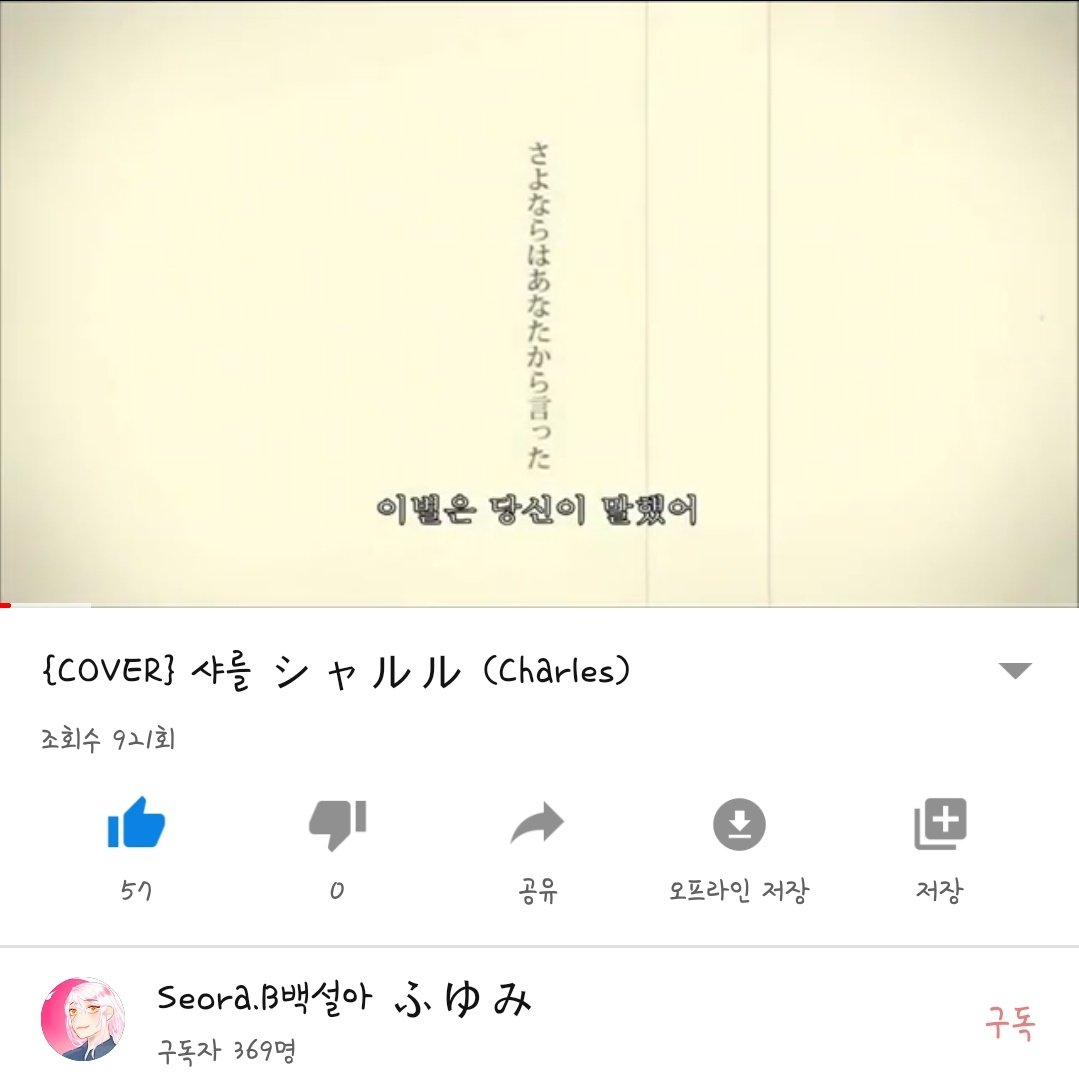 さよならはあなたから言った
이별은 당신이 말했어
{COVER} 샤를 シャルル (Charles)
조회수 921회
57
0
공유
오프라인 저장
저장
Seora.B백설아 ふゆみ
구독자 369명
구독